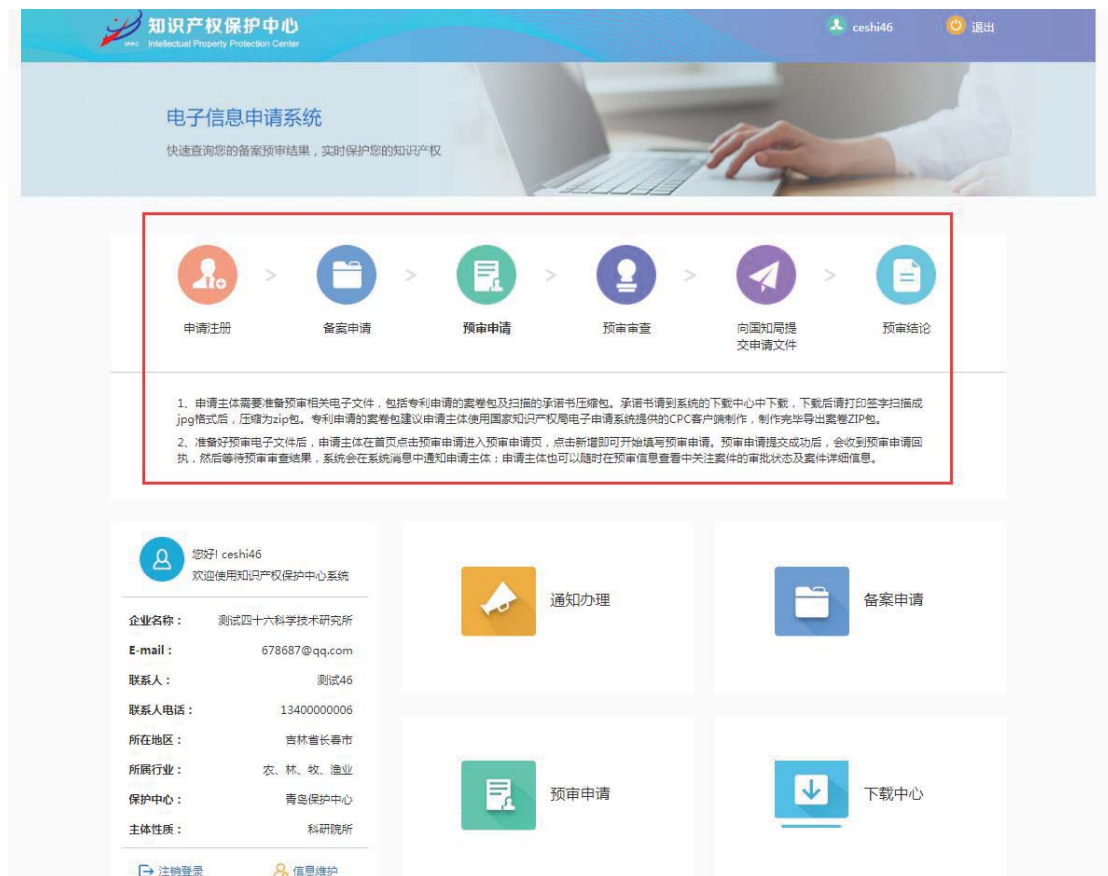 知识产权保护中心
IPPC Intellectual Property Protection Center
ceshi46
退出
电子信息申请系统
快速查询您的备案预审结果，实时保护您的知识产权
申请注册 > 备案申请 > 预审申请 > 预审审查 > 向国知局提 > 预审结论
交申请文件
1、申请主体需要准备预审相关电子文件，包括专利申请的案卷包及扫描的承诺书压缩包。承诺书请到系统的下载中心中下载，下载后请打印签字扫描成
jpg格式后，压缩为zip包。专利申请的案卷包建议申请主体使用国家知识产权局电子申请系统提供的CPC客户端制作，制作完毕导出案卷ZIP包。
2、准备好预审电子文件后，申请主体在首页点击预审申请进入预审申请页，点击新增即可开始填写预审申请。预审申请提交成功后，会收到预审申请回
执，然后等待预审审查结果，系统会在系统消息中通知申请主体；申请主体也可以随时在预审信息查看中关注案件的审批状态及案件详细信息。
您好! ceshi46
欢迎使用知识产权保护中心系统
企业名称： 测试四十六科学技术研究所
E-mail： 678687@qq.com
联系人： 测试46
联系人电话： 13400000006
所在地区： 吉林省长春市
所属行业： 农、林、牧、渔业
保护中心： 青岛保护中心
主体性质： 科研院所
注销登录
信息维护
通知办理
备案申请
预审申请
下载中心